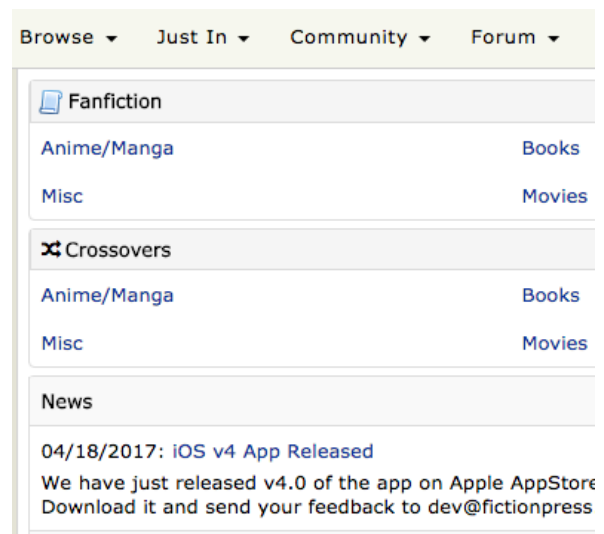 Browse Just In Community Forum
Fanfiction
Anime/Manga Books
Misc Movies
Crossovers
Anime/Manga Books
Misc Movies
News
04/18/2017: iOS v4 App Released
We have just released v4.0 of the app on Apple AppStore
Download it and send your feedback to dev@fictionpress